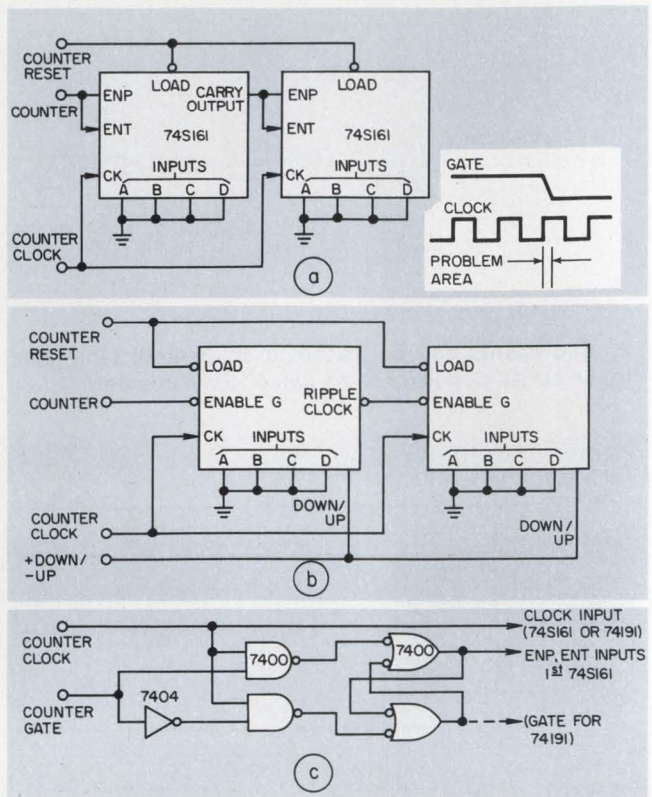 COUNTER
RESET
LOAD
CARRY
OUTPUT
LOAD
COUNTER
ENP
ENP
ENT
74S161
ENT
74S161
CK
INPUTS
A B C D
CK
INPUTS
A B C D
COUNTER
CLOCK
GATE
CLOCK
PROBLEM
AREA
a
COUNTER
RESET
LOAD
LOAD
COUNTER
ENABLE G
RIPPLE
CLOCK
ENABLE G
CK
INPUTS
A B C D
CK
INPUTS
A B C D
DOWN/
UP
DOWN/
UP
COUNTER
CLOCK
+DOWN/
-UP
b
COUNTER
CLOCK
CLOCK INPUT
(74S161 OR 74191)
7400
7400
ENP, ENT INPUTS
1st 74S161
COUNTER
GATE
7404
(GATE FOR
74191)
c